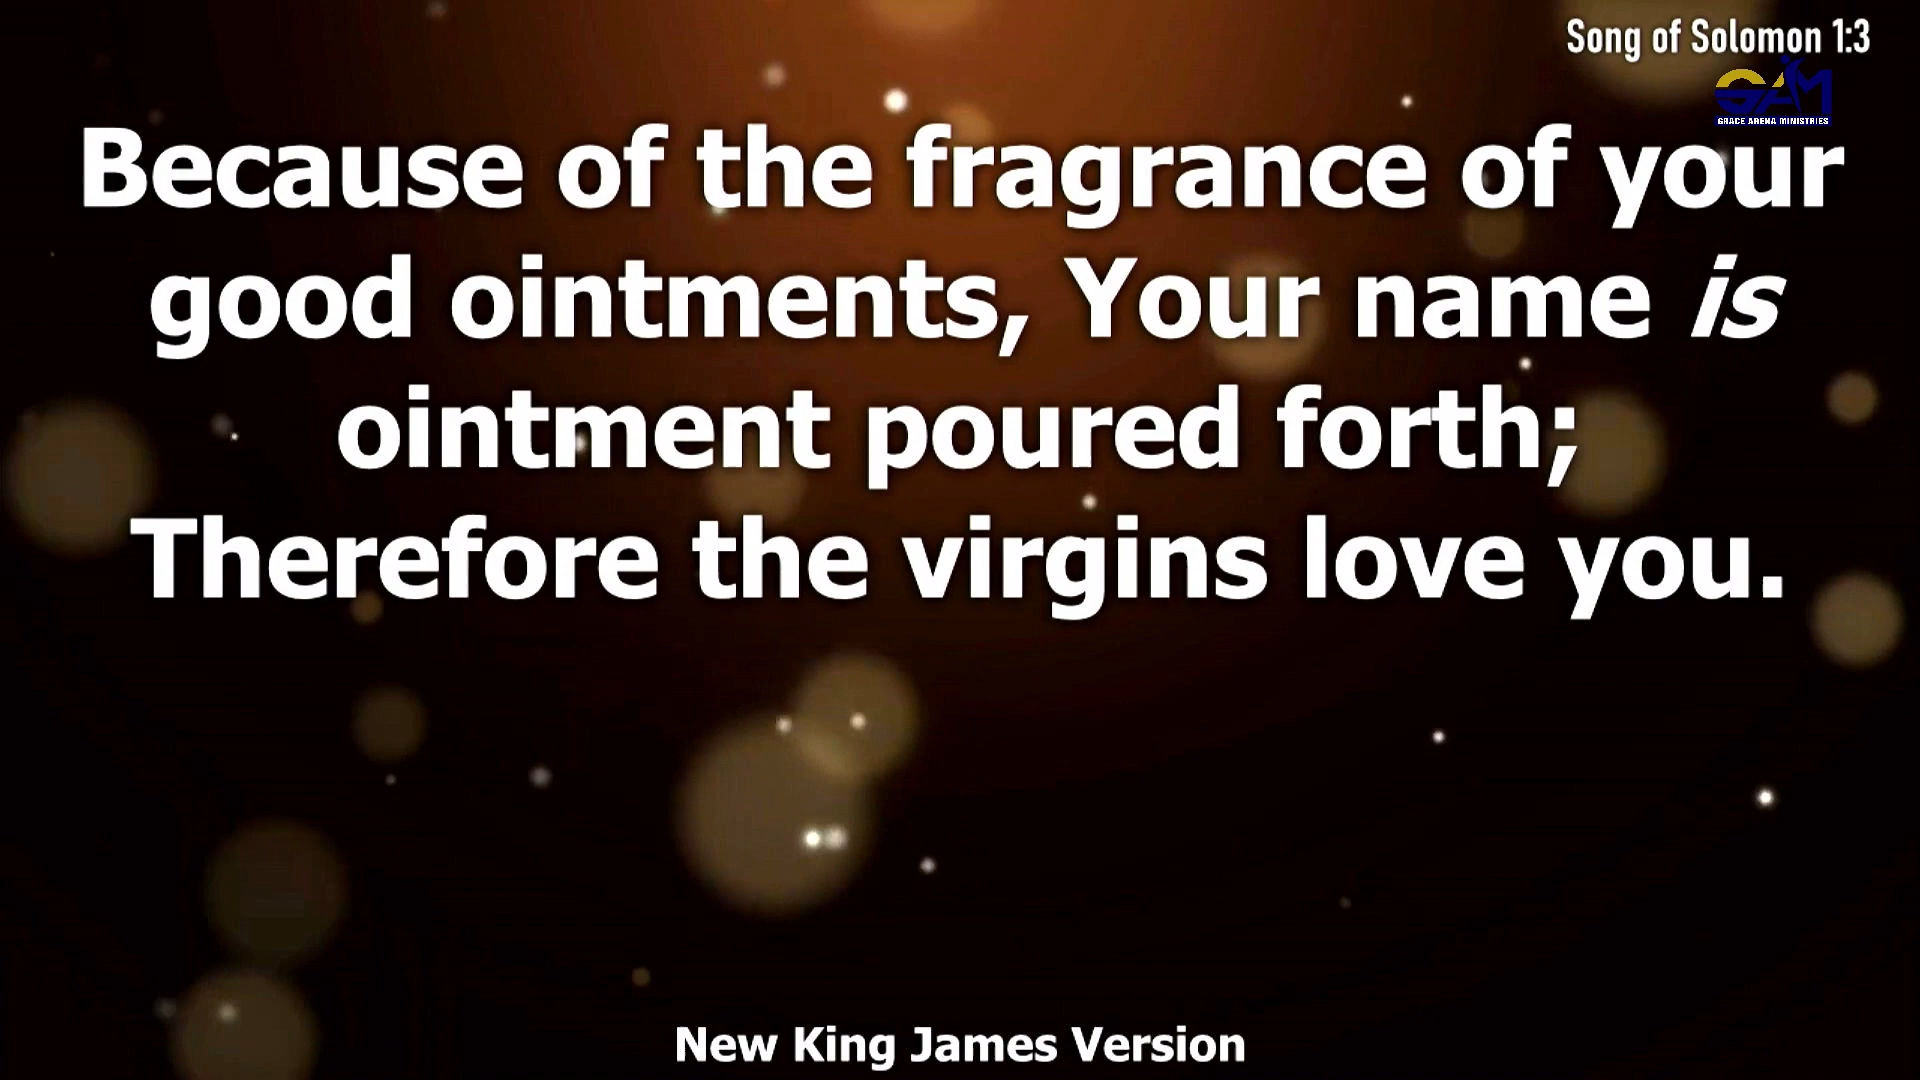 Song of Solomon 1:3
GAM
GRACE ARENA MINISTRIES
Because of the fragrance of your
good ointments, Your name is
ointment poured forth;
Therefore the virgins love you.
New King James Version